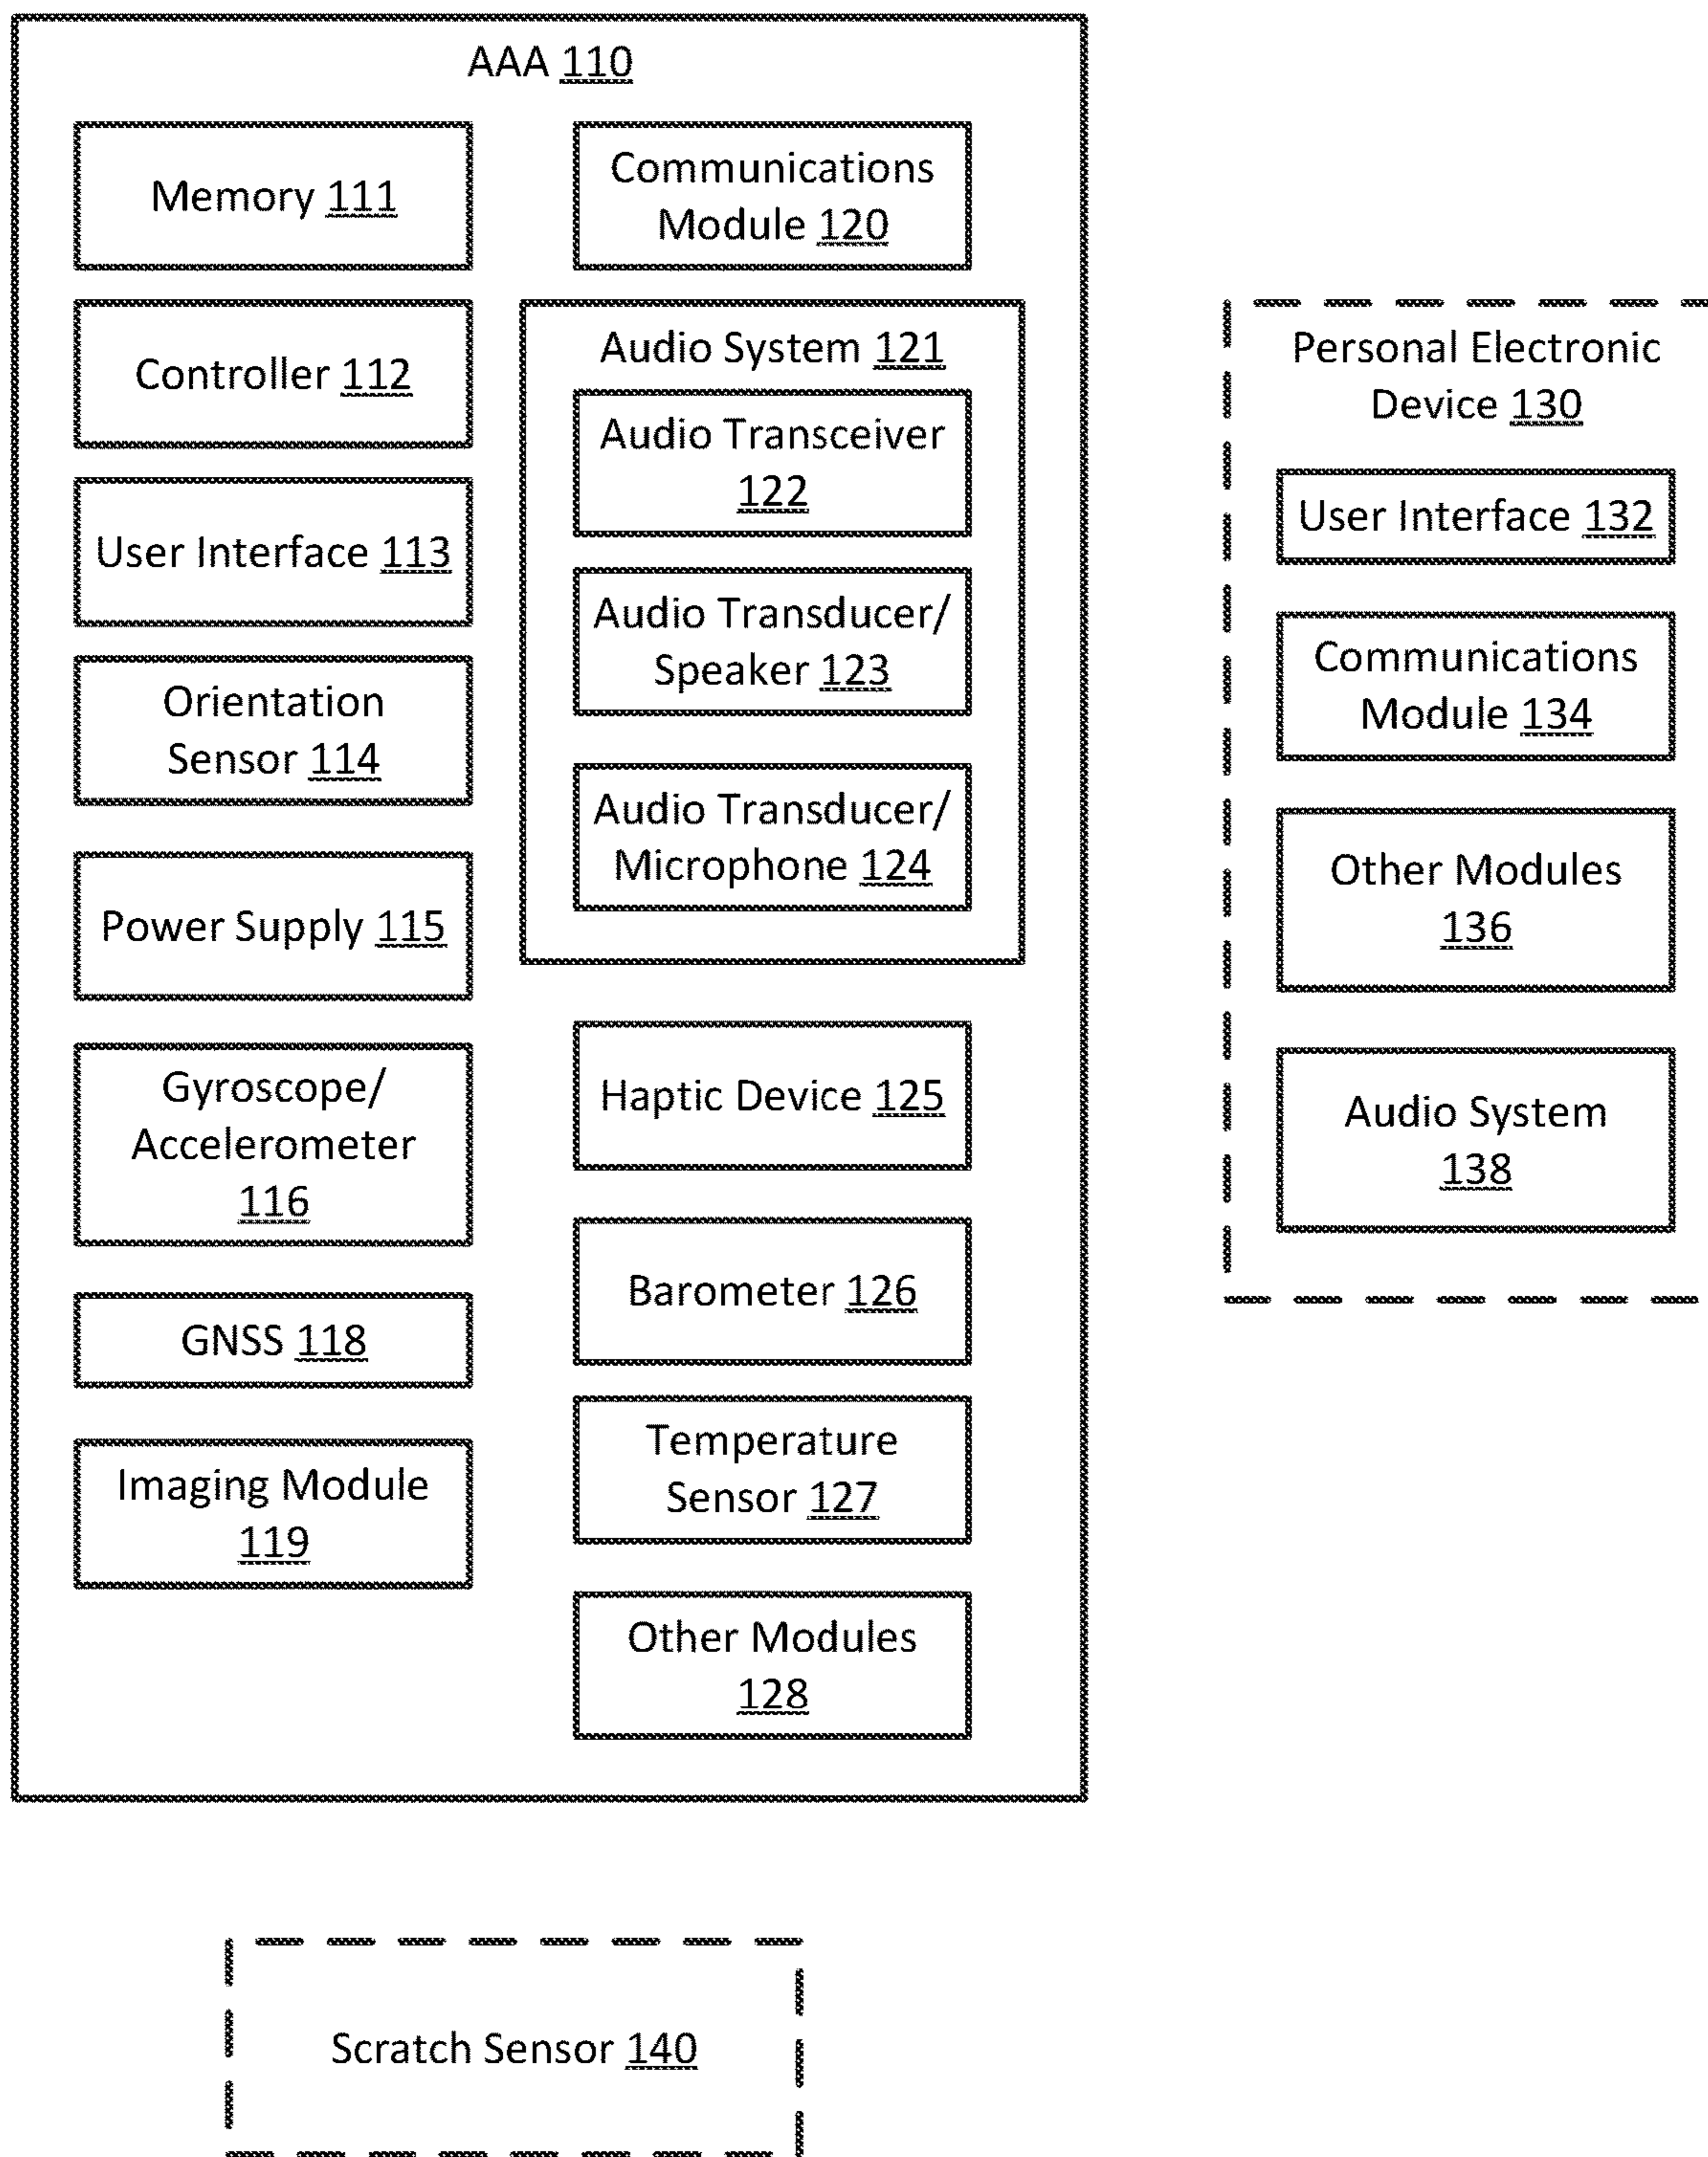 AAA 110
Memory 111
Controller 112
User Interface 113
Orientation
Sensor 114
Power Supply 115
Gyroscope/
Accelerometer
116
GNSS 118
Imaging Module
119
Communications
Module 120
Audio System 121
Audio Transceiver
122
Audio Transducer/
Speaker 123
Audio Transducer/
Microphone 124
Haptic Device 125
Barometer 126
Temperature
Sensor 127
Other Modules
128
Personal Electronic
Device 130
User Interface 132
Communications
Module 134
Other Modules
136
Audio System
138
Scratch Sensor 140